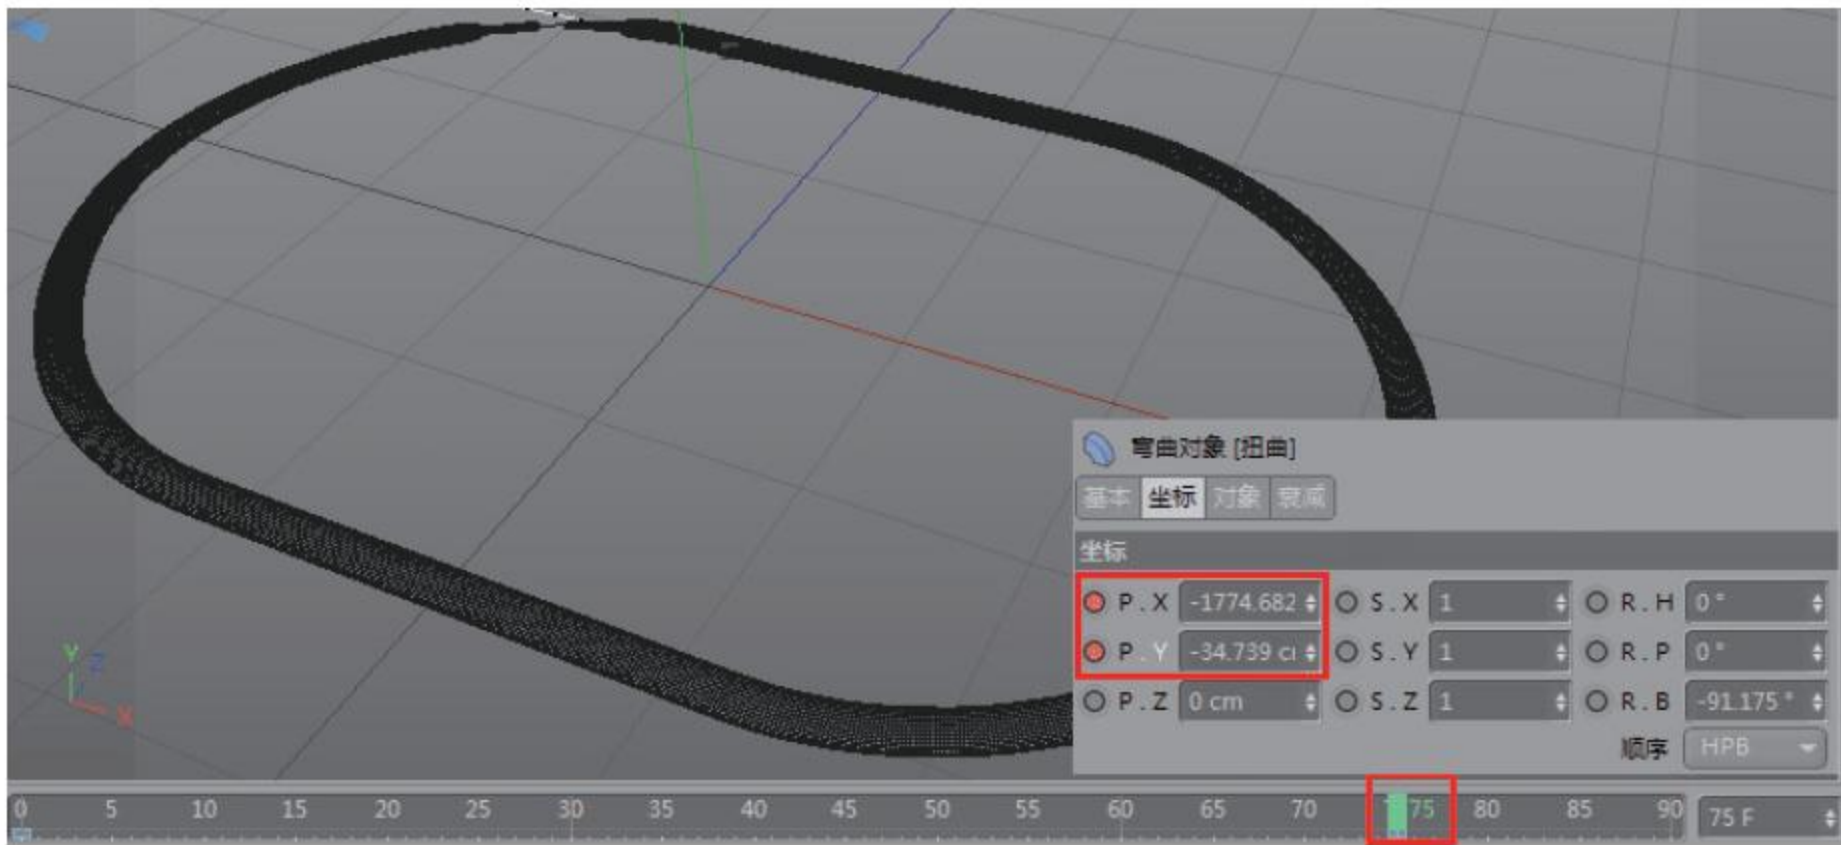 弯曲对象 [扭曲]
基本 坐标 对象 衰减
坐标
P . X -1774.682 S . X 1 R . H 0 °
P . Y -34.739 cı S . Y 1 R . P 0 °
P . Z 0 cm S . Z 1 R . B -91.175 °
顺序 HPB
Y
Z
X
0 5 10 15 20 25 30 35 40 45 50 55 60 65 70 75 80 85 90 75 F